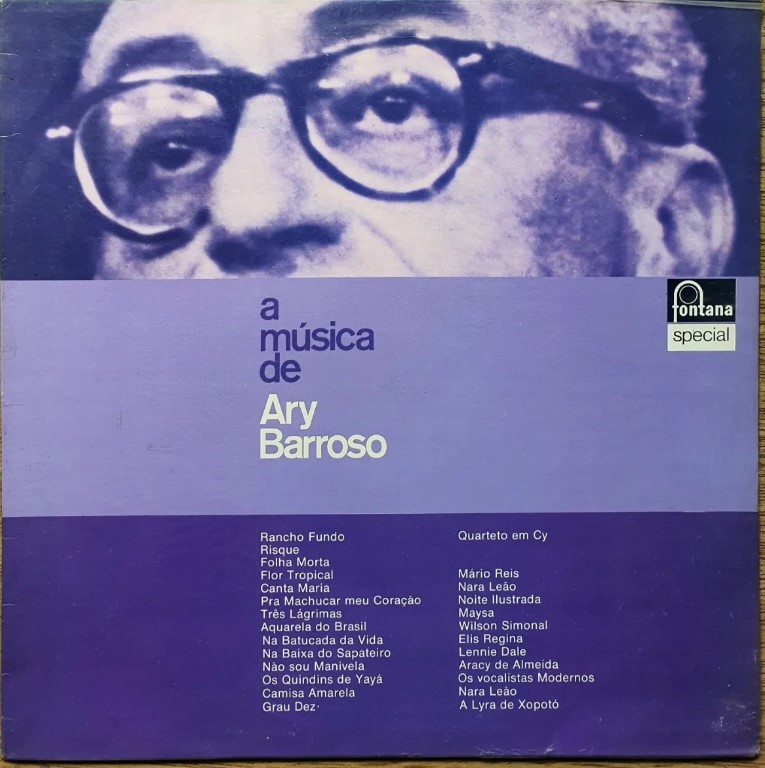 a
música
de
Ary
Barroso
fontana
special
Rancho Fundo
Risque
Folha Morta
Flor Tropical
Canta Maria
Pra Machucar meu Coração
Três Lágrimas
Aquarela do Brasil
Na Batucada da Vida
Na Baixa do Sapateiro
Não sou Manivela
Os Quindins de Yayá
Camisa Amarela
Grau Dez·
Quarteto em Cy
Mário Reis
Nara Leão
Noite Ilustrada
Maysa
Wilson Simonal
Elis Regina
Lennie Dale
Aracy de Almeida
Os vocalistas Modernos
Nara Leão
A Lyra de Xopotó